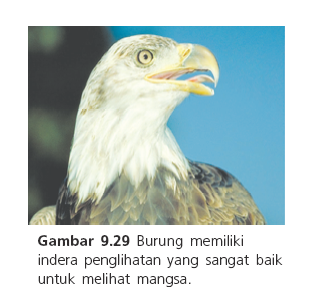 Gambar 9.29 Burung memiliki
indera penglihatan yang sangat baik
untuk melihat mangsa.